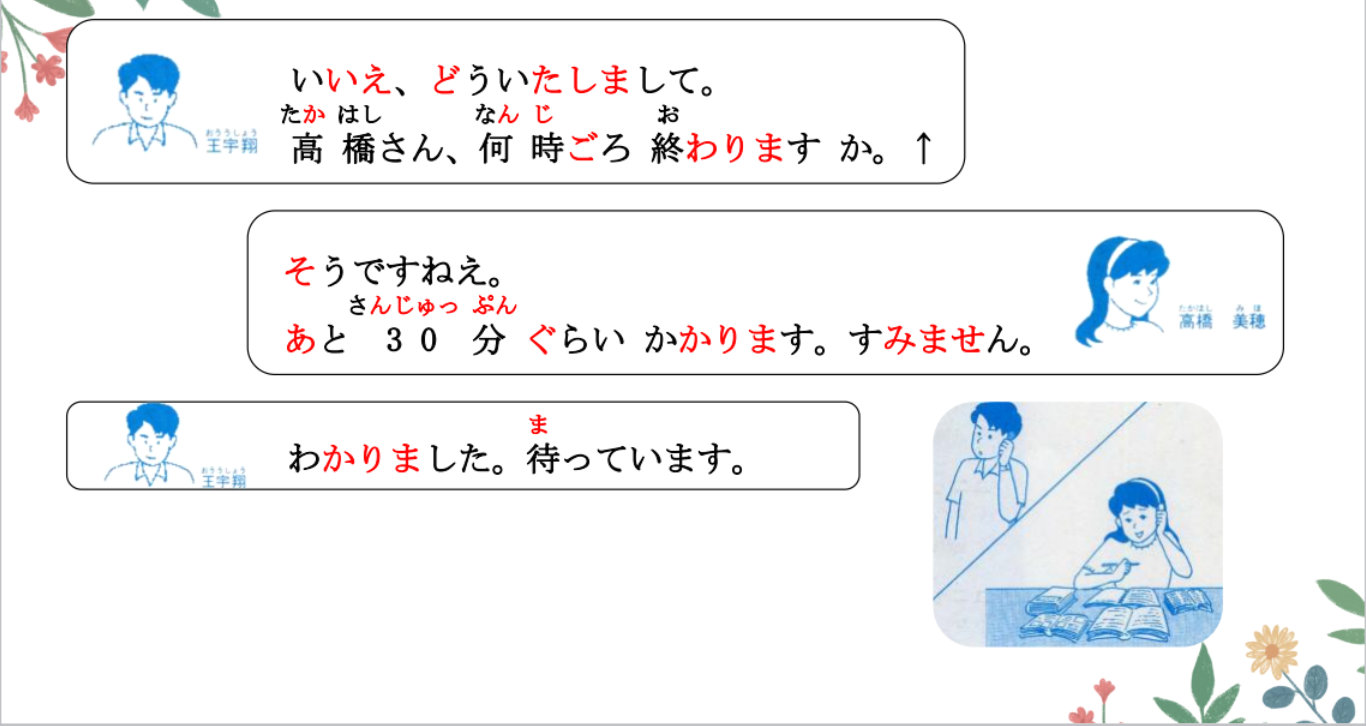 いいえ、どういたしまして。
たか はし なん じ お
高 橋さん、何 時ごろ 終わります か。↑
おううしょう
王宇翔
そうですねえ。
さんじゅっ ぷん
あと 30 分 ぐらい かかります。すみません。
たかはし み ほ
高橋 美穂
ま
わかりました。待っています。
おううしょう
王宇翔